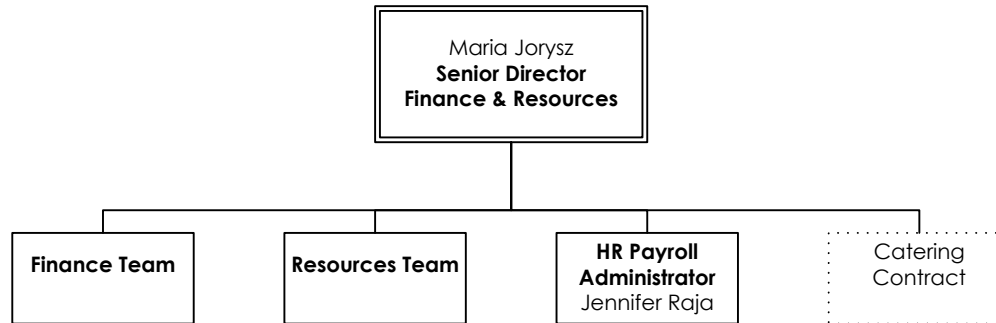 Maria Jorysz
Senior Director
Finance & Resources
Finance Team
Resources Team
HR Payroll
Administrator
Jennifer Raja
Catering
Contract